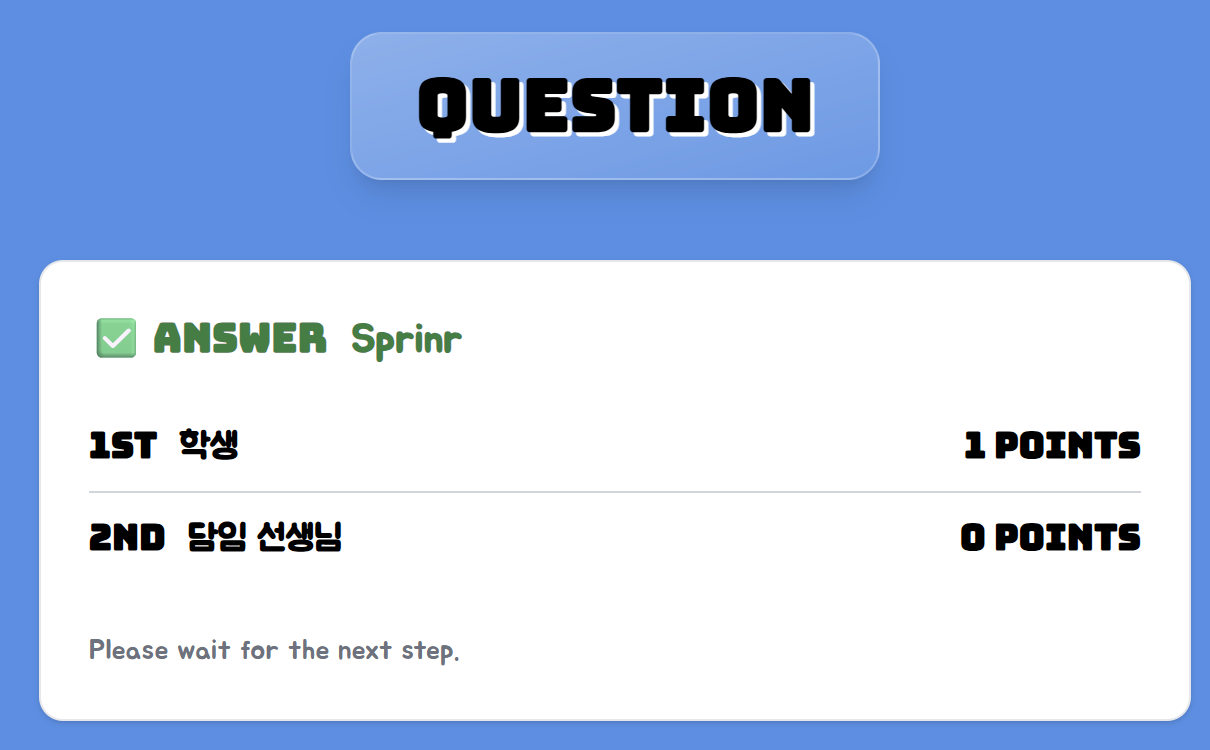 QUESTION
✅ ANSWER Sprinr
1ST 학생 1 POINTS
2ND 담임 선생님 0 POINTS
Please wait for the next step.